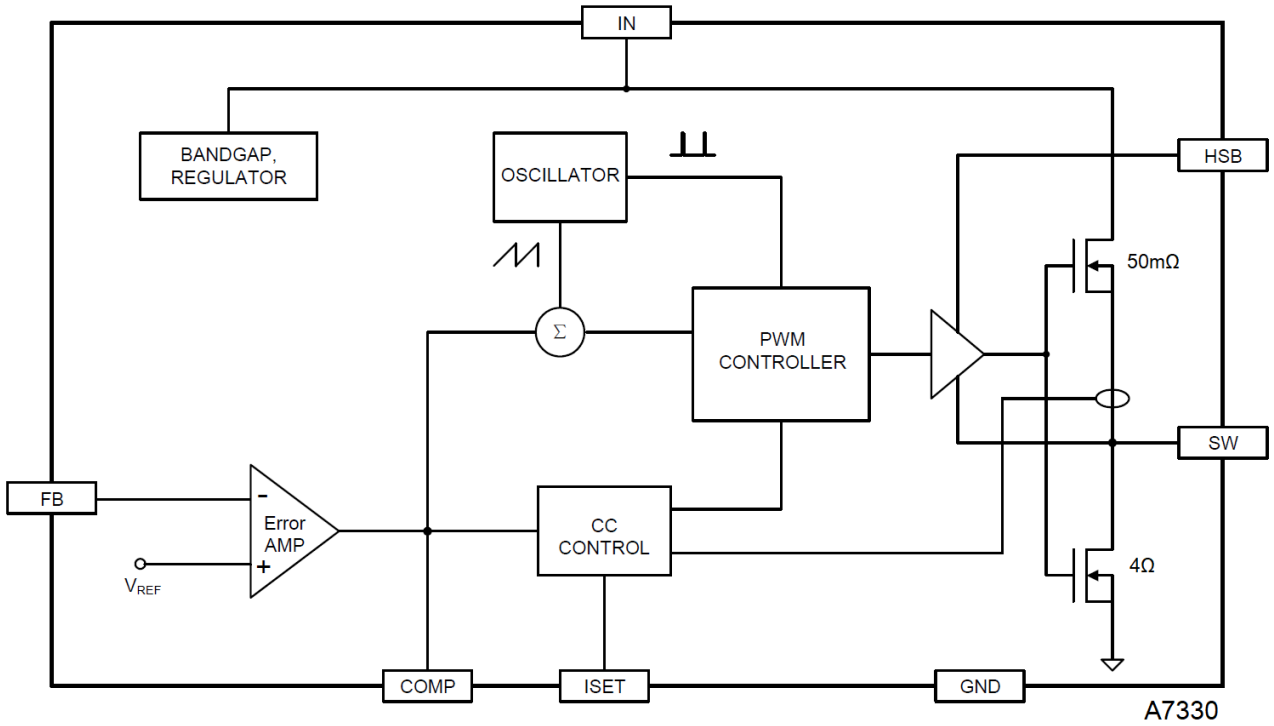 IN
BANDGAP,
REGULATOR
OSCILLATOR
HSB
50mΩ
Σ
PWM
CONTROLLER
SW
FB
-
Error
AMP
+
VREF
CC
CONTROL
4Ω
COMP
ISET
GND
A7330